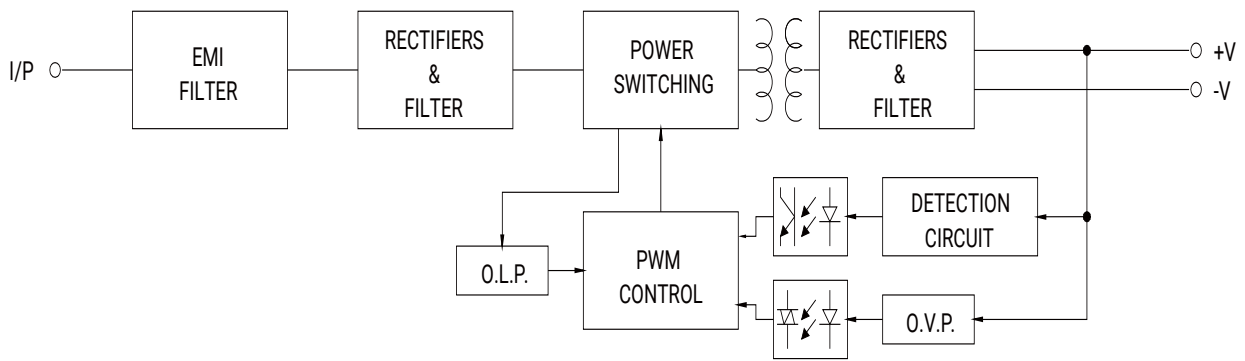 I/P
EMI
FILTER
RECTIFIERS
&
FILTER
POWER
SWITCHING
RECTIFIERS
&
FILTER
+V
-V
O.L.P.
PWM
CONTROL
DETECTION
CIRCUIT
O.V.P.